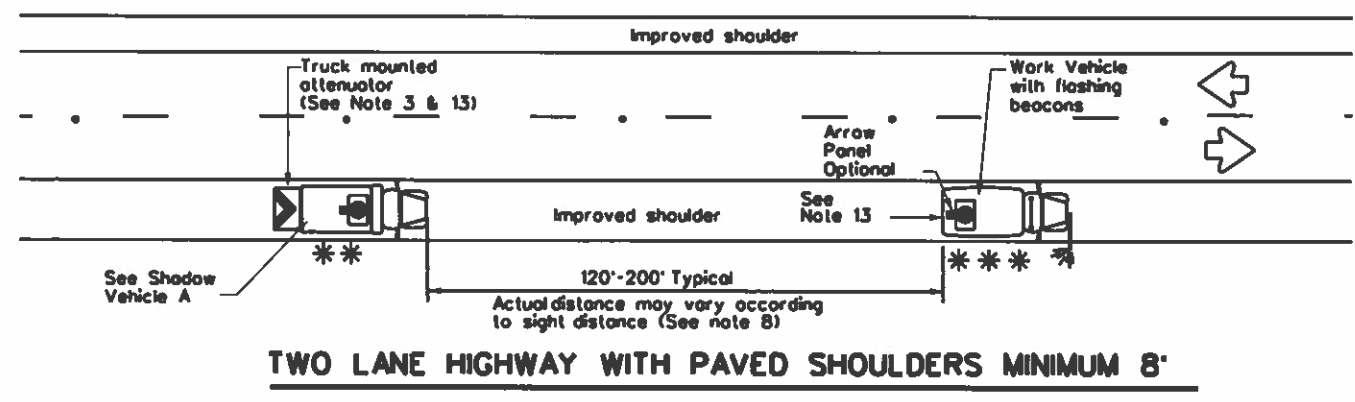 Improved shoulder
Truck mounted
attenuator
(See Note 3 & 13)
Work Vehicle
with flashing
beacons
Arrow
Panel
Optional
See
Note 13
Improved shoulder
See Shadow
Vehicle A
120'-200' Typical
Actual distance may vary according
to sight distance (See note 8)
TWO LANE HIGHWAY WITH PAVED SHOULDERS MINIMUM 8'